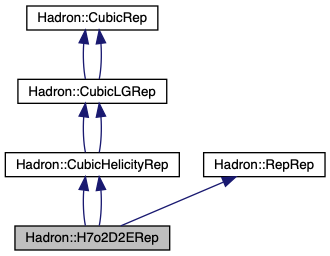 Hadron::CubicRep
Hadron::CubicLGRep
Hadron::CubicHelicityRep
Hadron::RepRep
Hadron::H7o2D2ERep